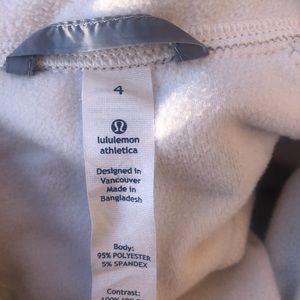 4
lululemon
athletica
Designed in
Vancouver
Made in
Bangladesh
Body:
95% POLYESTER
5% SPANDEX
Contrast: